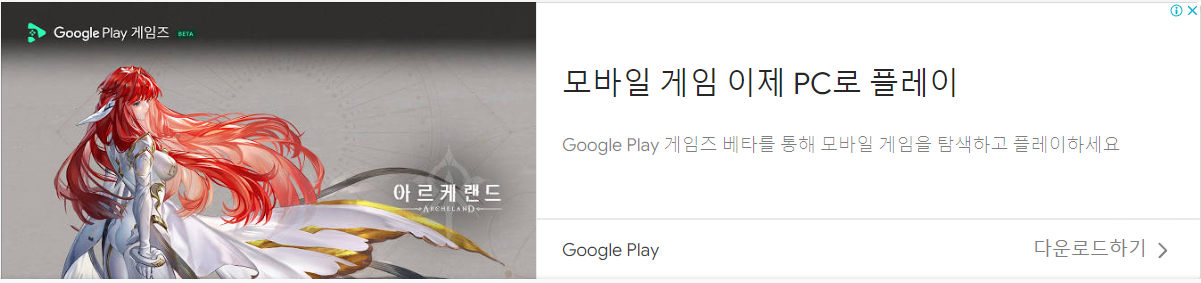 Google Play 게임즈 BETA
아르케랜드
ARCHELAND
모바일 게임 이제 PC로 플레이
Google Play 게임즈 베타를 통해 모바일 게임을 탐색하고 플레이하세요
Google Play
다운로드하기